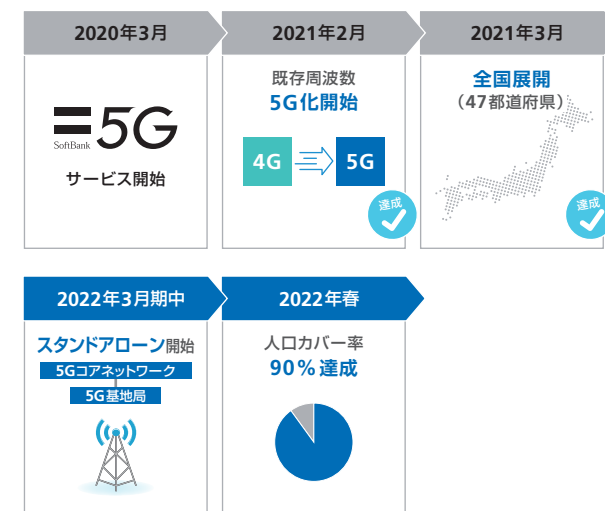 2020年3月
2021年2月
2021年3月
SoftBank 5G
サービス開始
既存周波数
5G化開始
4G 5G
達成
全国展開
（47都道府県）
達成
2022年3月期中
2022年春
スタンドアローン開始
5Gコアネットワーク
5G基地局
人口カバー率
90%達成